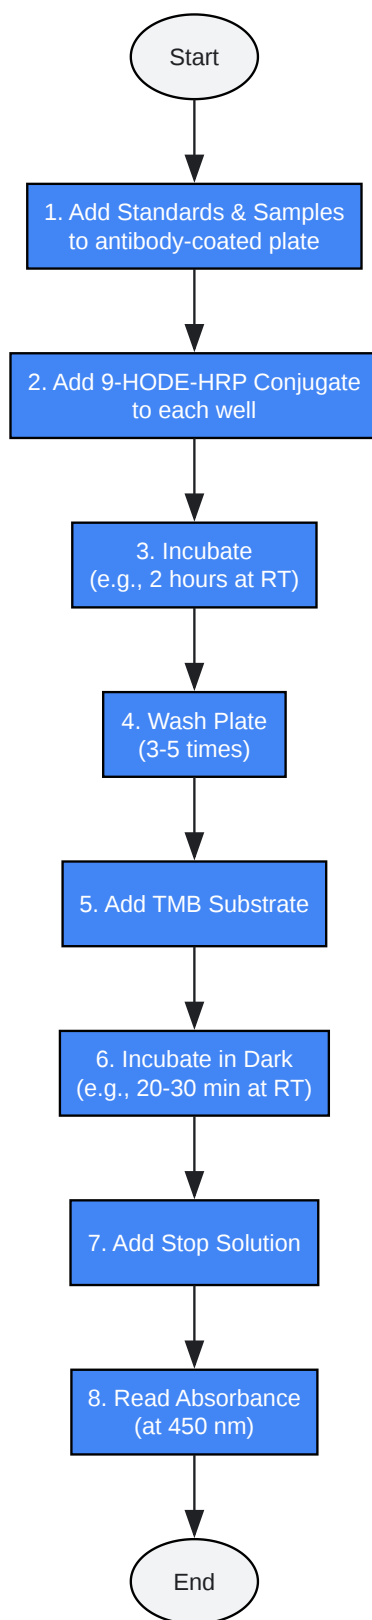 Start
1. Add Standards & Samples
to antibody-coated plate
2. Add 9-HODE-HRP Conjugate
to each well
3. Incubate
(e.g., 2 hours at RT)
4. Wash Plate
(3-5 times)
5. Add TMB Substrate
6. Incubate in Dark
(e.g., 20-30 min at RT)
7. Add Stop Solution
8. Read Absorbance
(at 450 nm)
End